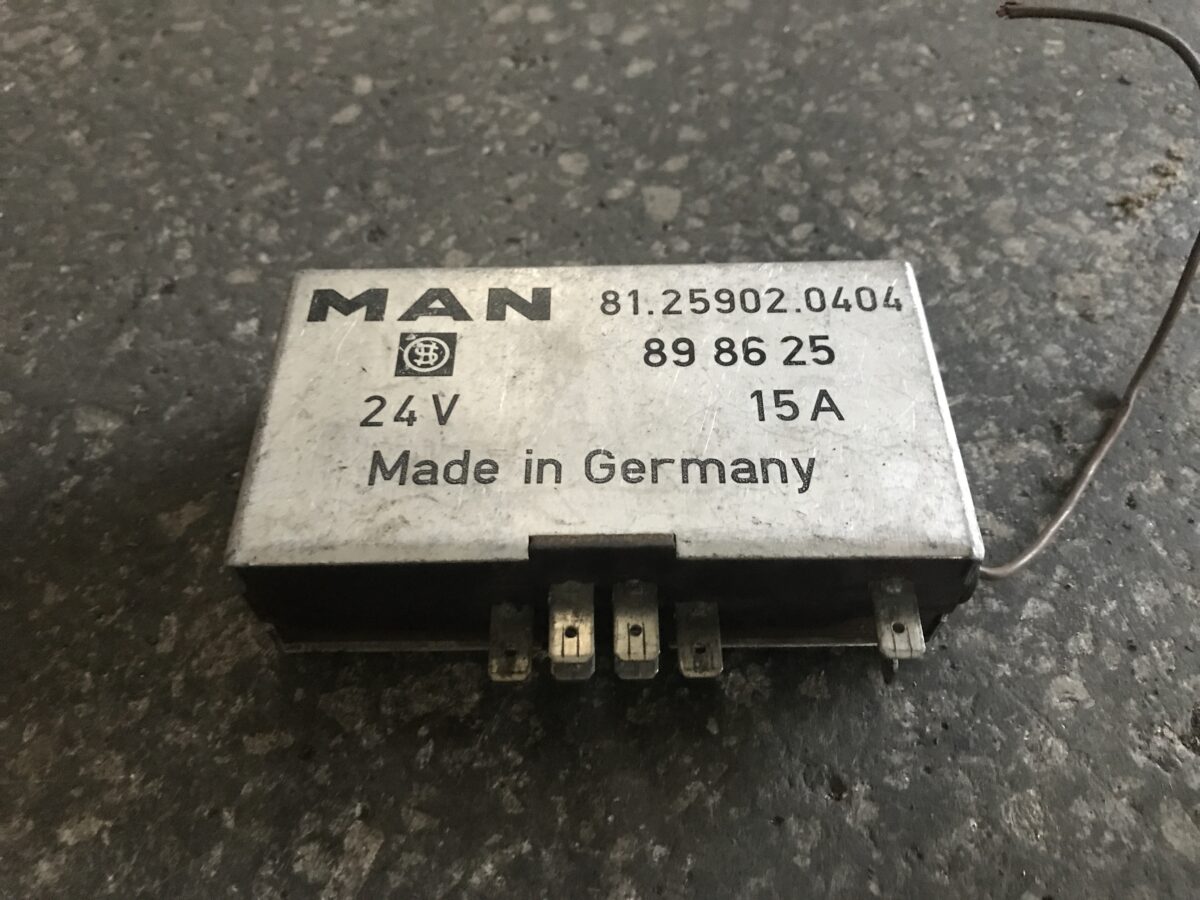 MAN 81.25902.0404
89 86 25
24V 15A
Made in Germany